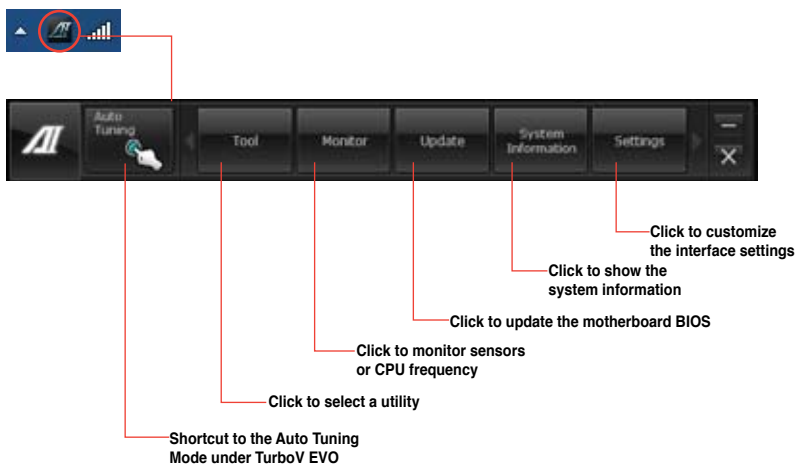 Auto
Tuning
Tool
Monitor
Update
System
Information
Settings
Click to customize
the interface settings
Click to show the
system information
Click to update the motherboard BIOS
Click to monitor sensors
or CPU frequency
Click to select a utility
Shortcut to the Auto Tuning
Mode under TurboV EVO